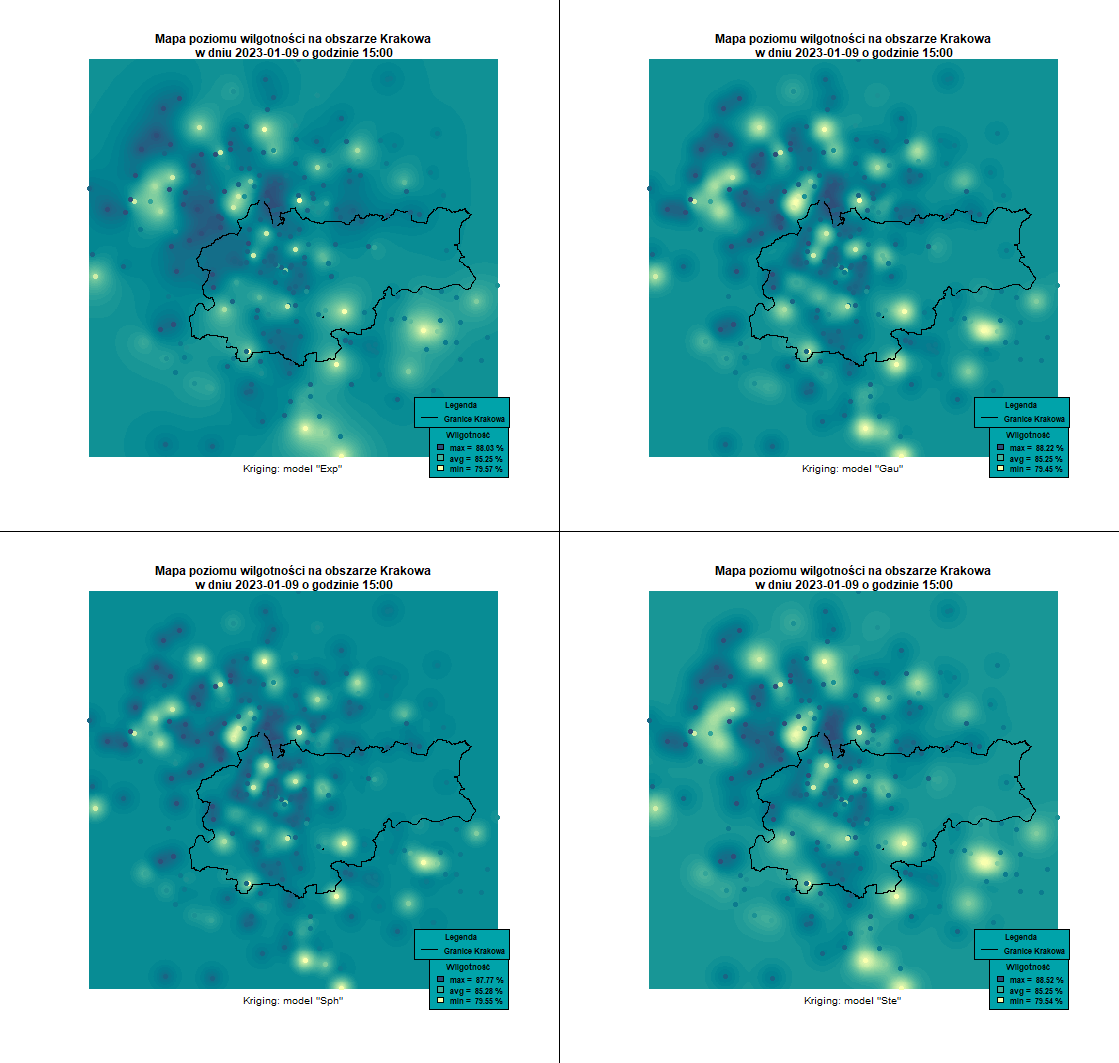 Mapa poziomu wilgotności na obszarze Krakowa
w dniu 2023-01-09 o godzinie 15:00
Legenda
Granice Krakowa
Wilgotność
max = 88.03 %
avg = 85.25 %
min = 79.57 %
Kriging: model "Exp"
Mapa poziomu wilgotności na obszarze Krakowa
w dniu 2023-01-09 o godzinie 15:00
Legenda
Granice Krakowa
Wilgotność
max = 88.22 %
avg = 85.25 %
min = 79.45 %
Kriging: model "Gau"
Mapa poziomu wilgotności na obszarze Krakowa
w dniu 2023-01-09 o godzinie 15:00
Legenda
Granice Krakowa
Wilgotność
max = 87.77 %
avg = 85.28 %
min = 79.55 %
Kriging: model "Sph"
Mapa poziomu wilgotności na obszarze Krakowa
w dniu 2023-01-09 o godzinie 15:00
Legenda
Granice Krakowa
Wilgotność
max = 88.52 %
avg = 85.25 %
min = 79.54 %
Kriging: model "Ste"